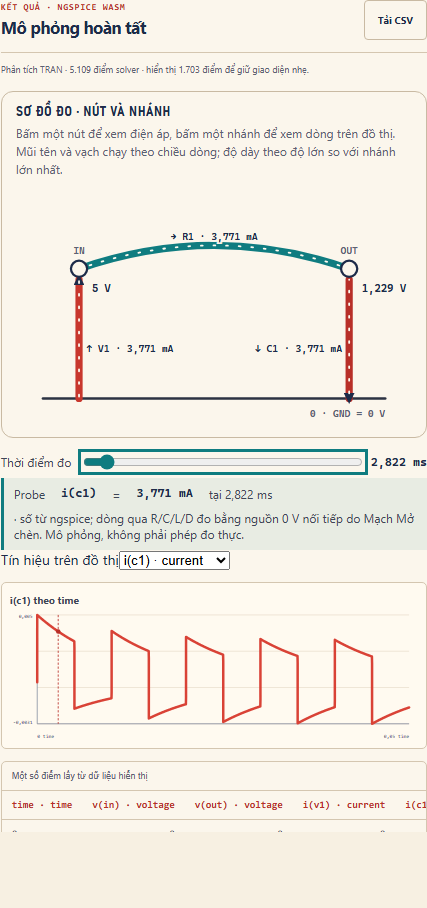 KẾT QUẢ · NGSPICE WASM
Mô phỏng hoàn tất
Tải CSV
Phân tích TRAN · 5.109 điểm solver · hiển thị 1.703 điểm để giữ giao diện nhẹ.
SƠ ĐỒ ĐO · NÚT VÀ NHÁNH
Bấm một nút để xem điện áp, bấm một nhánh để xem dòng trên đồ thị.
Mũi tên và vạch chạy theo chiều dòng; độ dày theo độ lớn so với nhánh
lớn nhất.
→ R1 · 3,771 mA
IN
OUT
5 V
1,229 V
↑ V1 · 3,771 mA
↓ C1 · 3,771 mA
0 · GND = 0 V
Thời điểm đo
2,822 ms
Probe i(c1) = 3,771 mA tại 2,822 ms
· số từ ngspice; dòng qua R/C/L/D đo bằng nguồn 0 V nối tiếp do Mạch Mở
chèn. Mô phỏng, không phải phép đo thực.
Tín hiệu trên đồ thị
i(c1) · current
i(c1) theo time
0 time
Một số điểm lấy từ dữ liệu hiển thị
time · time v(in) · voltage v(out) · voltage i(v1) · current i(c1